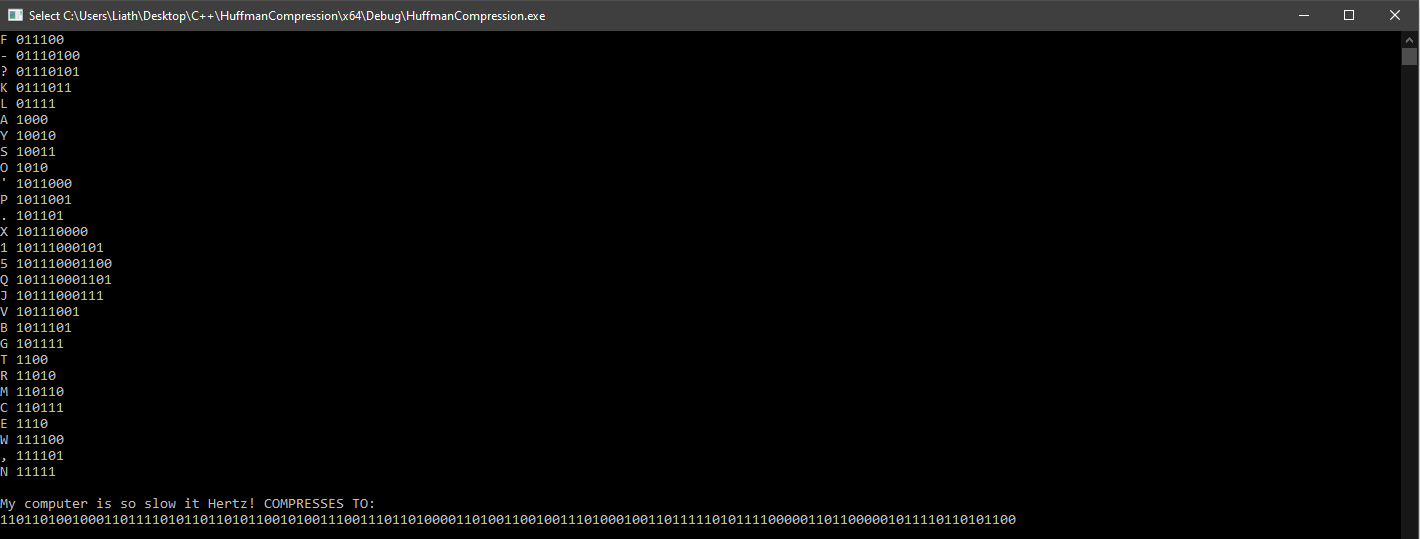 Select C:\Users\Liath\Desktop\C++\HuffmanCompression\x64\Debug\HuffmanCompression.exe
F 011100
- 01110100
? 01110101
K 0111011
L 01111
A 1000
Y 10010
S 10011
O 1010
' 1011000
P 1011001
. 101101
X 101110000
1 10111000101
5 101110001100
Q 101110001101
J 10111000111
V 10111001
B 1011101
G 101111
T 1100
R 11010
M 110110
C 110111
E 1110
W 111100
, 111101
N 11111
My computer is so slow it Hertz! COMPRESSES TO:
11011010010001101111010110110101100101001110011101101000011010011001001110100010011011111010111100000110110000010111110110101100